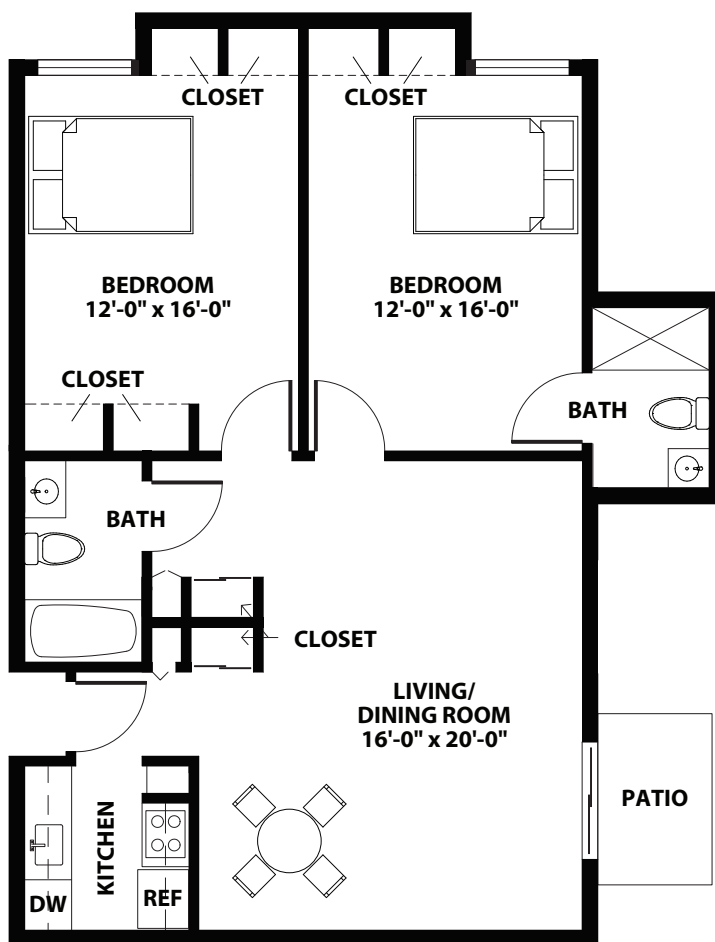 CLOSET
CLOSET
BEDROOM
12'-0" x 16'-0"
BEDROOM
12'-0" x 16'-0"
CLOSET
BATH
BATH
CLOSET
LIVING/
DINING ROOM
16'-0" x 20'-0"
PATIO
KITCHEN
DW
REF